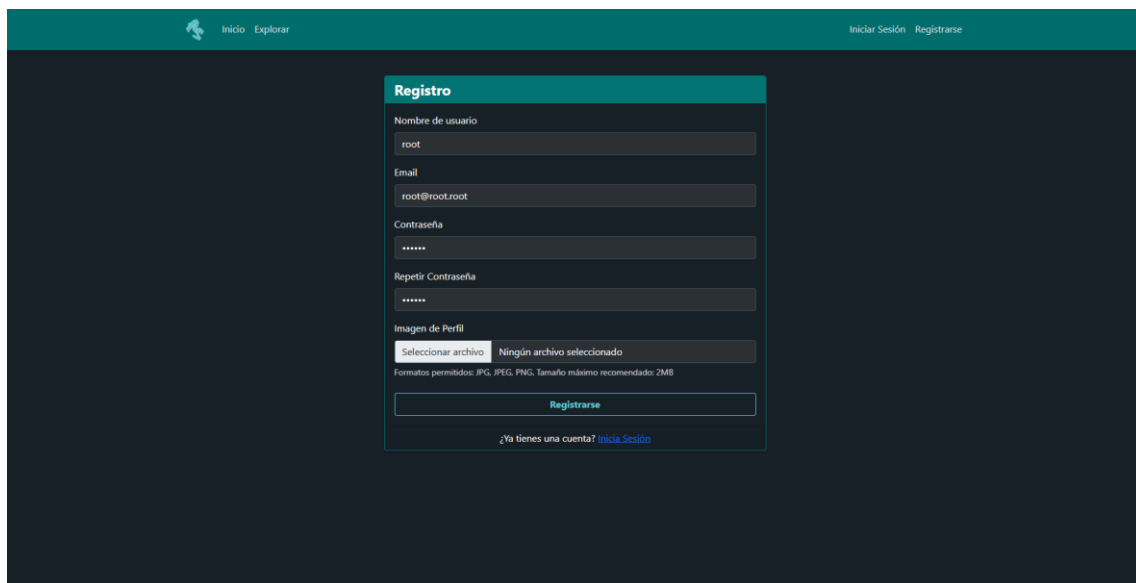 Inicio Explorar Iniciar Sesión Registrarse
Registro
Nombre de usuario
root
Email
root@root.root
Contraseña
••••••
Repetir Contraseña
••••••
Imagen de Perfil
Seleccionar archivo Ningún archivo seleccionado
Formatos permitidos: JPG, JPEG, PNG. Tamaño máximo recomendado: 2MB
Registrarse
¿Ya tienes una cuenta? Inicia Sesión